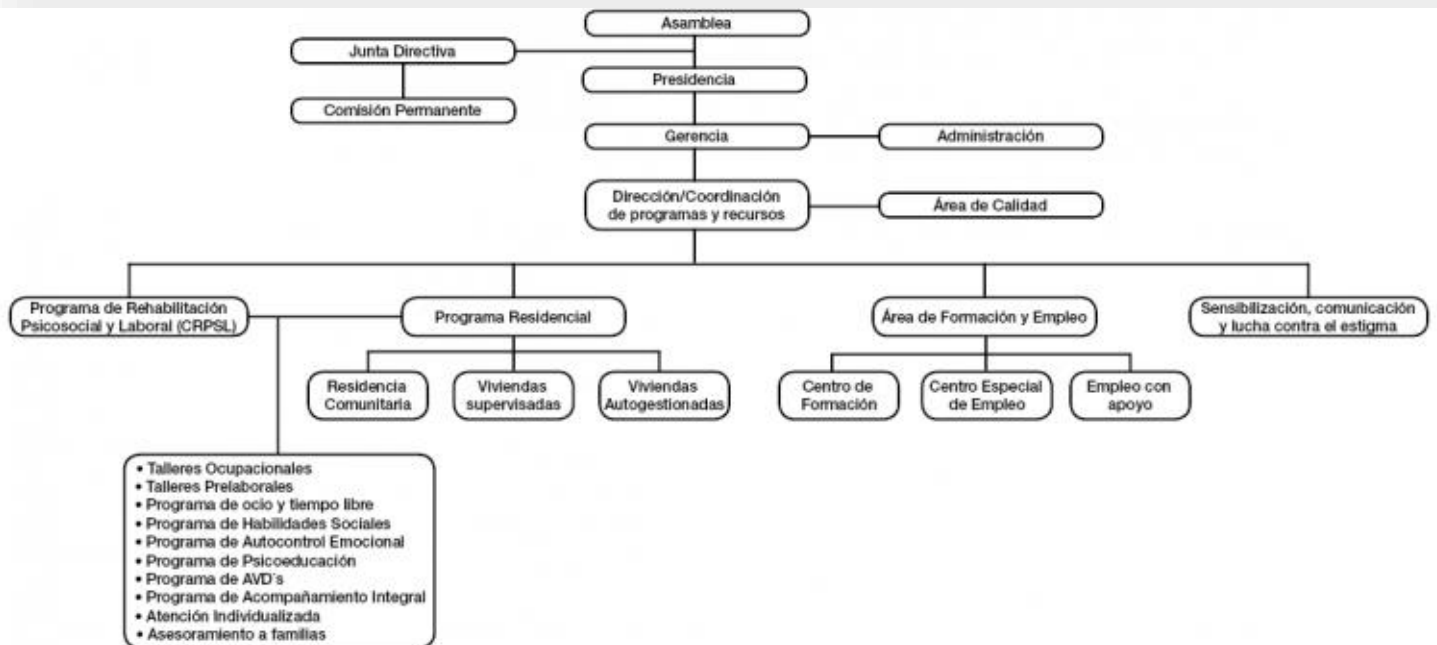 Asamblea
Junta Directiva
Presidencia
Comisión Permanente
Gerencia
Administración
Dirección/Coordinación
de programas y recursos
Área de Calidad
Programa de Rehabilitación
Psicosocial y Laboral (CRPSL)
Programa Residencial
Área de Formación y Empleo
Sensibilización, comunicación
y lucha contra el estigma
Residencia
Comunitaria
Viviendas
supervisadas
Viviendas
Autogestionadas
Centro de
Formación
Centro Especial
de Empleo
Empleo con
apoyo
• Talleres Ocupacionales
• Talleres Prelaborales
• Programa de ocio y tiempo libre
• Programa de Habilidades Sociales
• Programa de Autocontrol Emocional
• Programa de Psicoeducación
• Programa de AVD´s
• Programa de Acompañamiento Integral
• Atención Individualizada
• Asesoramiento a familias